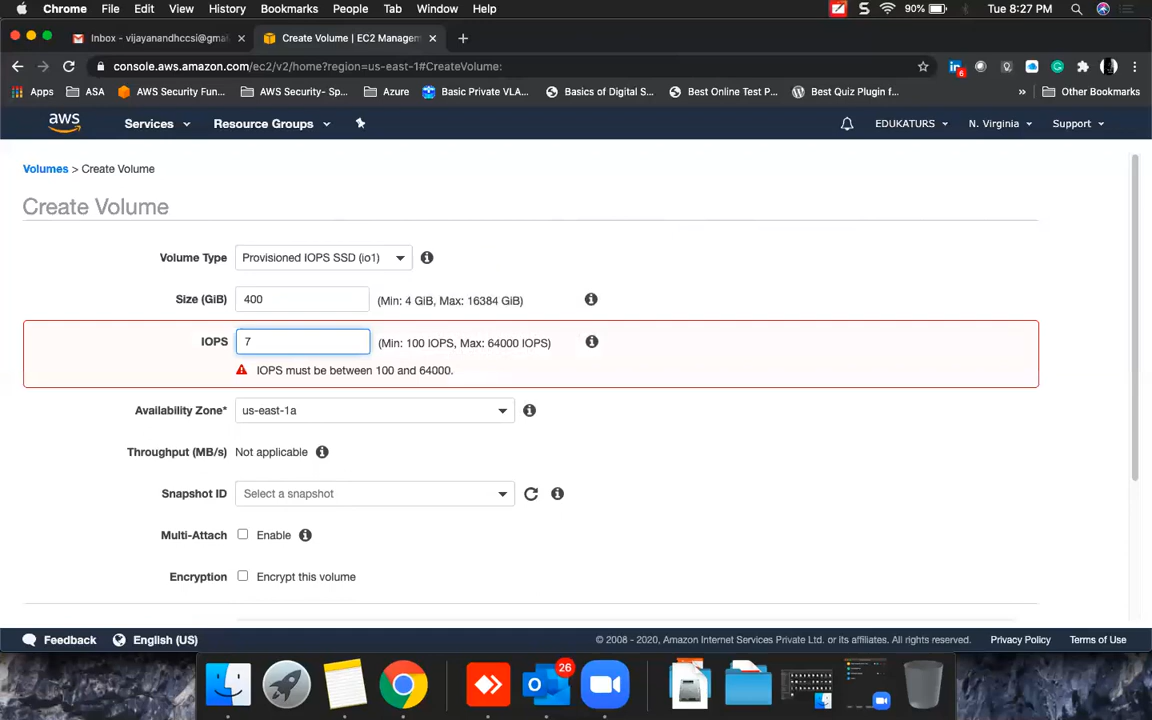 Chrome File Edit View History Bookmarks People Tab Window Help 90% Tue 8:27 PM
Inbox - vijayanandhccsi@gmai Create Volume | EC2 Managem
console.aws.amazon.com/ec2/v2/home?region=us-east-1#CreateVolume: 6
Apps ASA AWS Security Fun... AWS Security- Sp... Azure Basic Private VLA... Basics of Digital S... Best Online Test P... Best Quiz Plugin f... » Other Bookmarks
aws Services Resource Groups EDUKATURS N. Virginia Support
Volumes > Create Volume
Create Volume
Volume Type Provisioned IOPS SSD (io1)
Size (GiB) 400 (Min: 4 GiB, Max: 16384 GiB)
IOPS 7 (Min: 100 IOPS, Max: 64000 IOPS)
IOPS must be between 100 and 64000.
Availability Zone* us-east-1a
Throughput (MB/s) Not applicable
Snapshot ID Select a snapshot
Multi-Attach Enable
Encryption Encrypt this volume
Feedback English (US) © 2008 - 2020, Amazon Internet Services Private Ltd. or its affiliates. All rights reserved. Privacy Policy Terms of Use
26